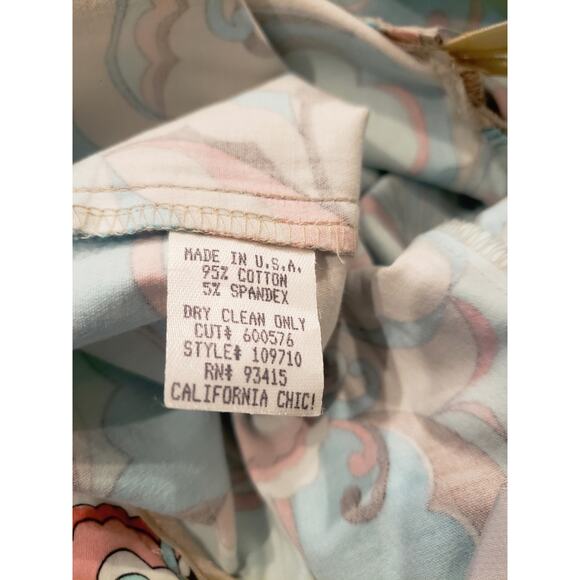 MADE IN U.S.A.
95% COTTON
5% SPANDEX
DRY CLEAN ONLY
CUT# 600576
STYLE# 109710
RN# 93415
CALIFORNIA CHIC!